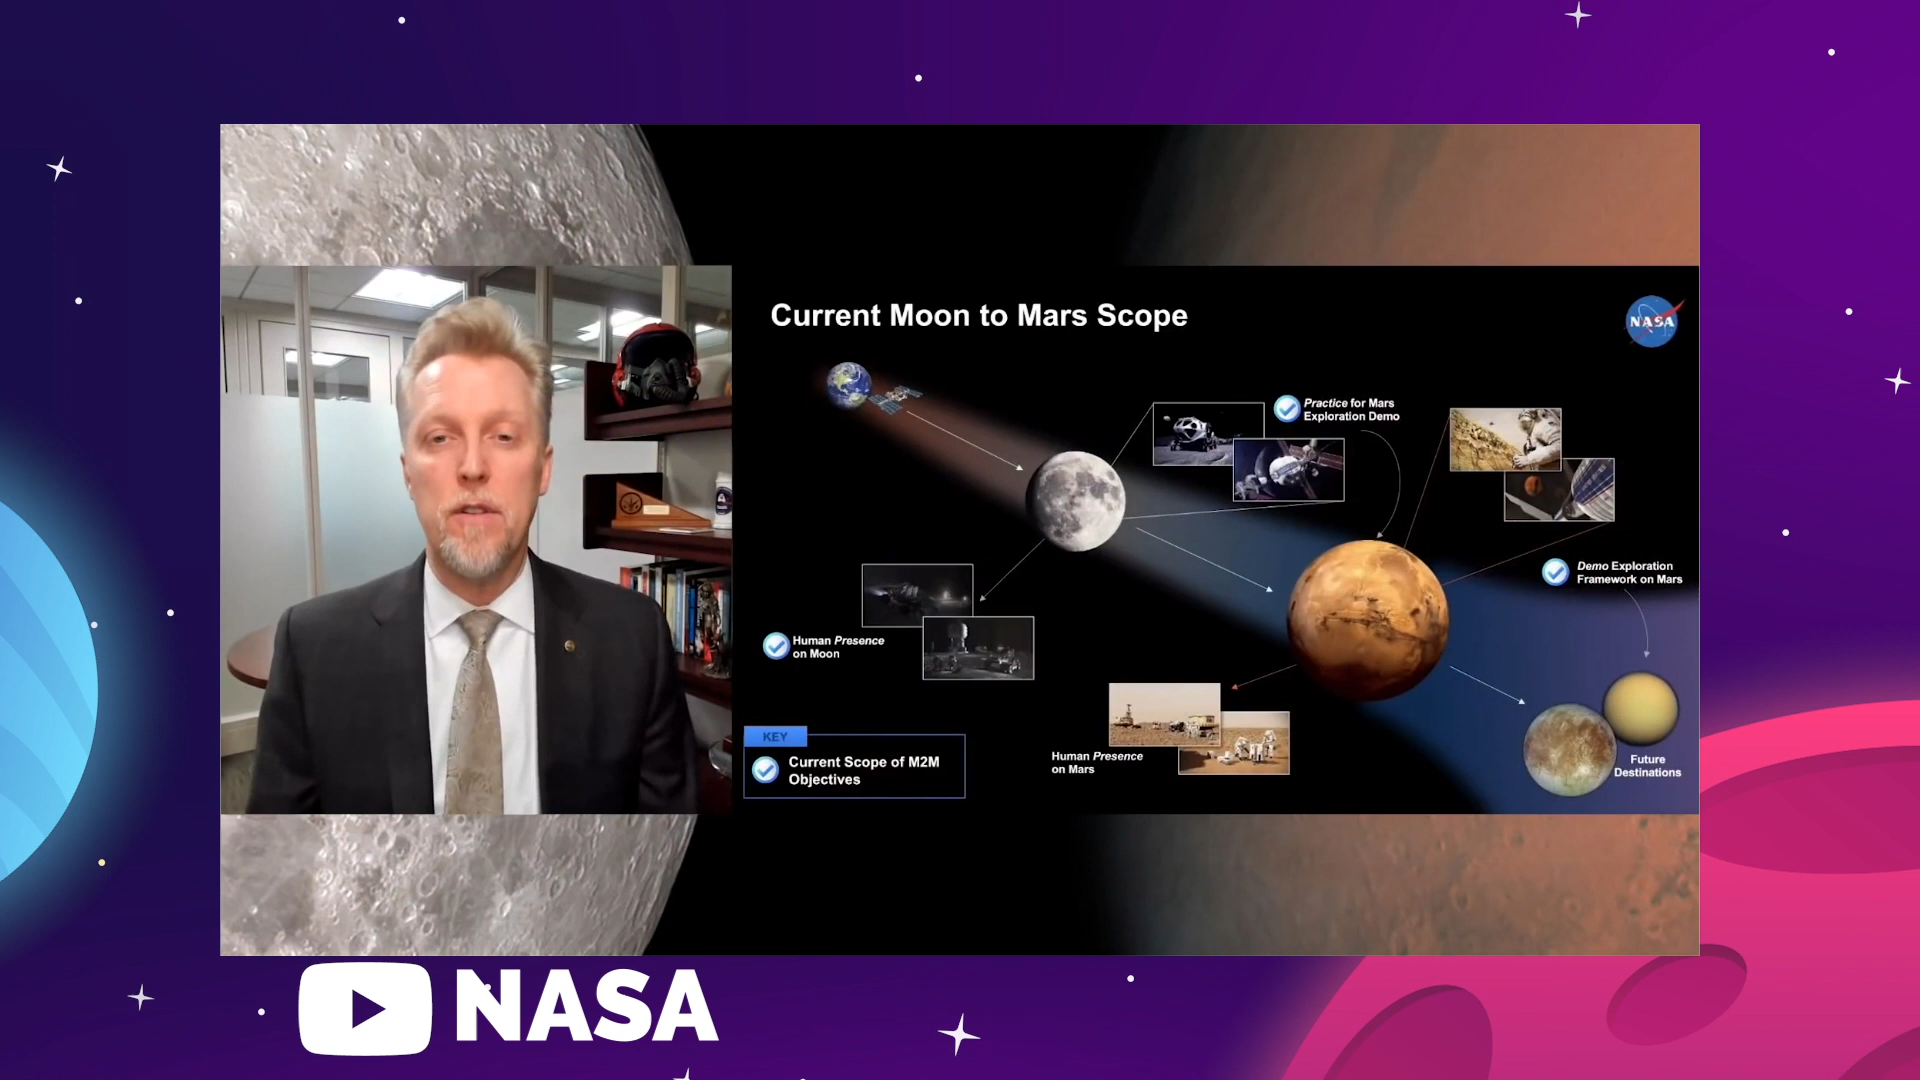 Current Moon to Mars Scope
NASA
Practice for Mars
Exploration Demo
Demo Exploration
Framework on Mars
Human Presence
on Moon
Human Presence
on Mars
Future
Destinations
KEY
Current Scope of M2M
Objectives
NASA